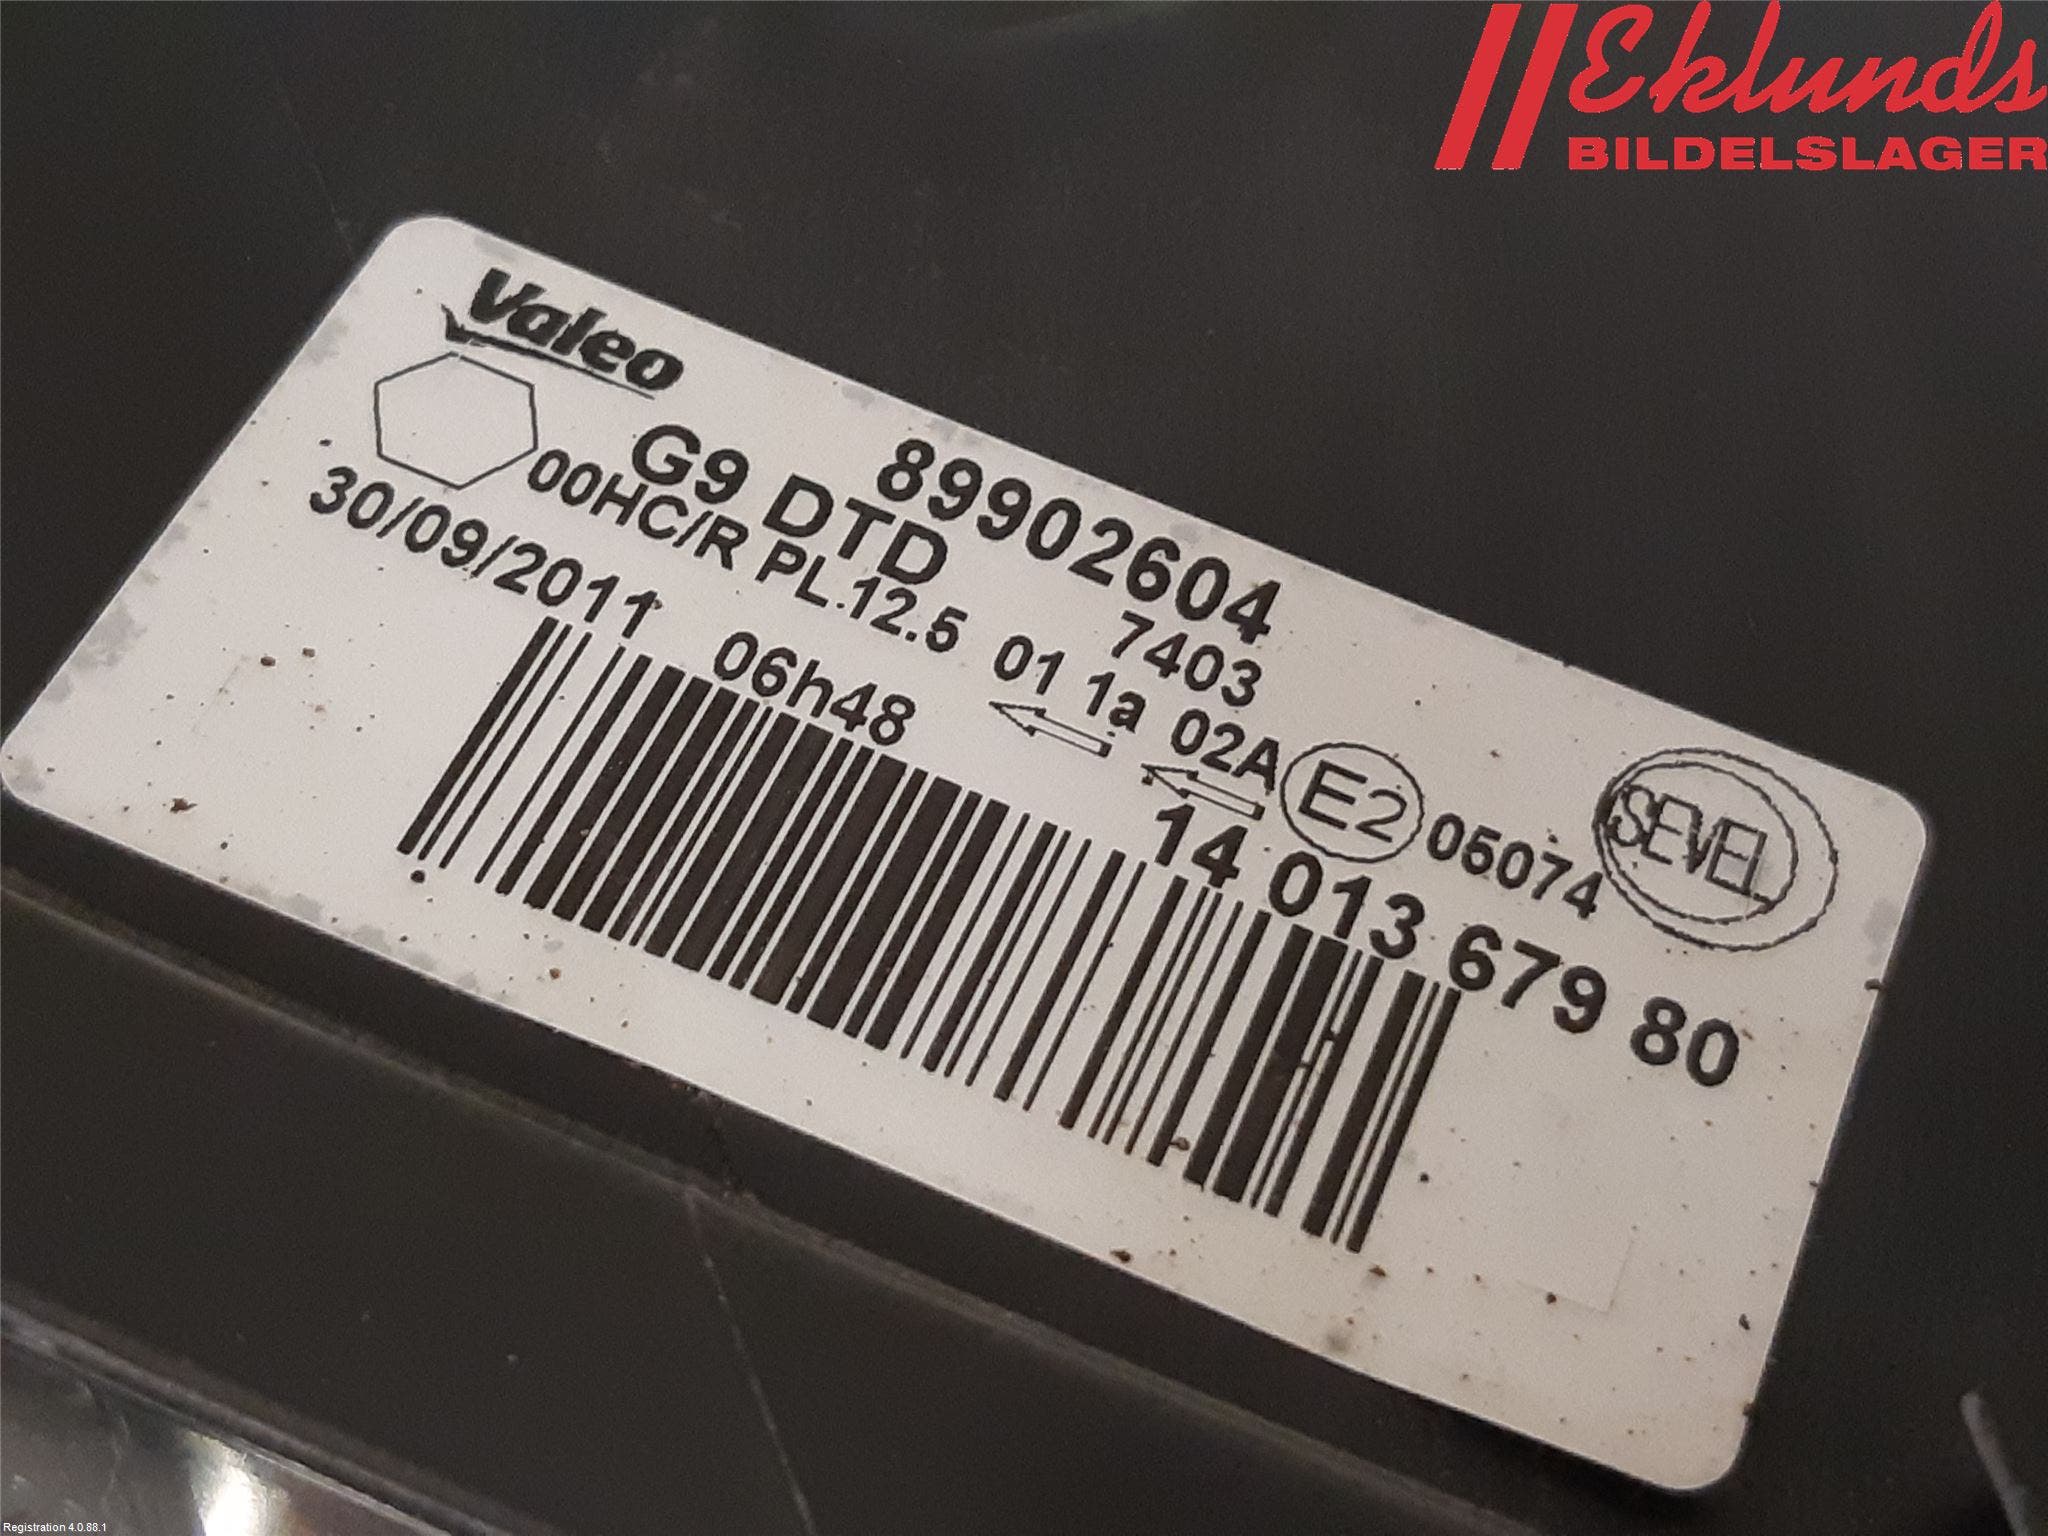 Eklunds
BILDELSLAGER
Valeo
G9 DTD 89902604
7403
00HC/R PL.12.5 01 1a 02A E2 05074 SEVEL
30/09/2011 06h48
14 013 679 80
Registration 4.0.88.1